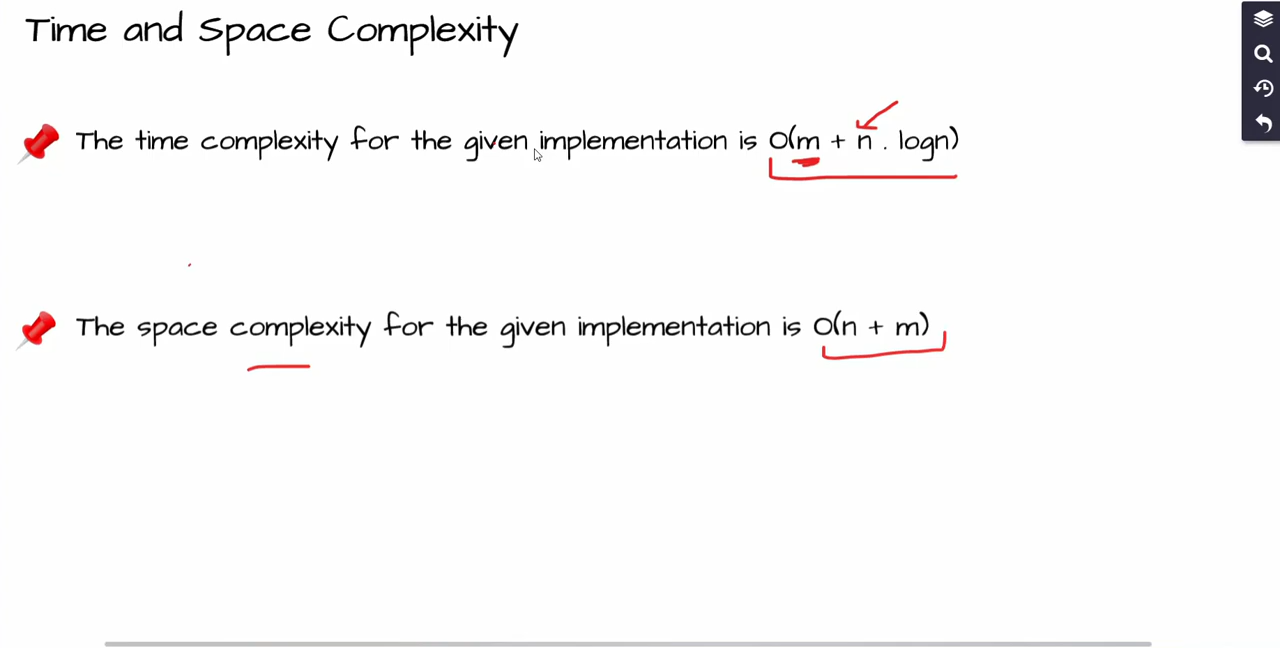 Time and Space Complexity
The time complexity for the given implementation is O(m + n . logn)
The space complexity for the given implementation is O(n + m)